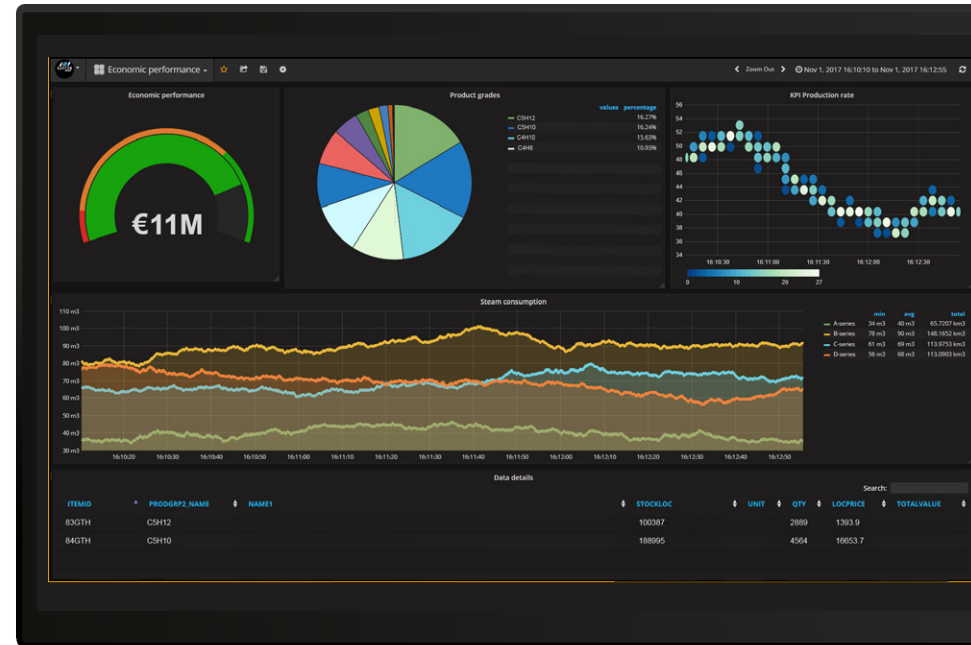 Economic performance
Zoom Out
Nov 1, 2017 16:10:10 to Nov 1, 2017 16:12:55
Economic performance
€11M
Product grades
values percentage
C5H12 16.27%
C5H10 16.24%
C4H10 15.63%
C4H8 10.93%
KPI Production rate
56
54
52
50
48
46
44
42
40
38
36
34
16:10:30 16:11:00 16:11:30 16:12:00 16:12:30
0 10 20 27
Steam consumption
110 m3
100 m3
90 m3
80 m3
70 m3
60 m3
50 m3
40 m3
30 m3
16:10:20 16:10:30 16:10:40 16:10:50 16:11:00 16:11:10 16:11:20 16:11:30 16:11:40 16:11:50 16:12:00 16:12:10 16:12:20 16:12:30 16:12:40 16:12:50
min avg total
A-series 34 m3 40 m3 65,7207 km3
B-series 78 m3 90 m3 148.1652 km3
C-series 61 m3 69 m3 113.9753 km3
D-series 56 m3 68 m3 113.0903 km3
Data details
Search:
ITEMID PRODGRP2_NAME NAME1 STOCKLOC UNIT QTY LOCPRICE TOTALVALUE
83GTH C5H12 100387 2889 1393.9
84GTH C5H10 188995 4564 16653.7